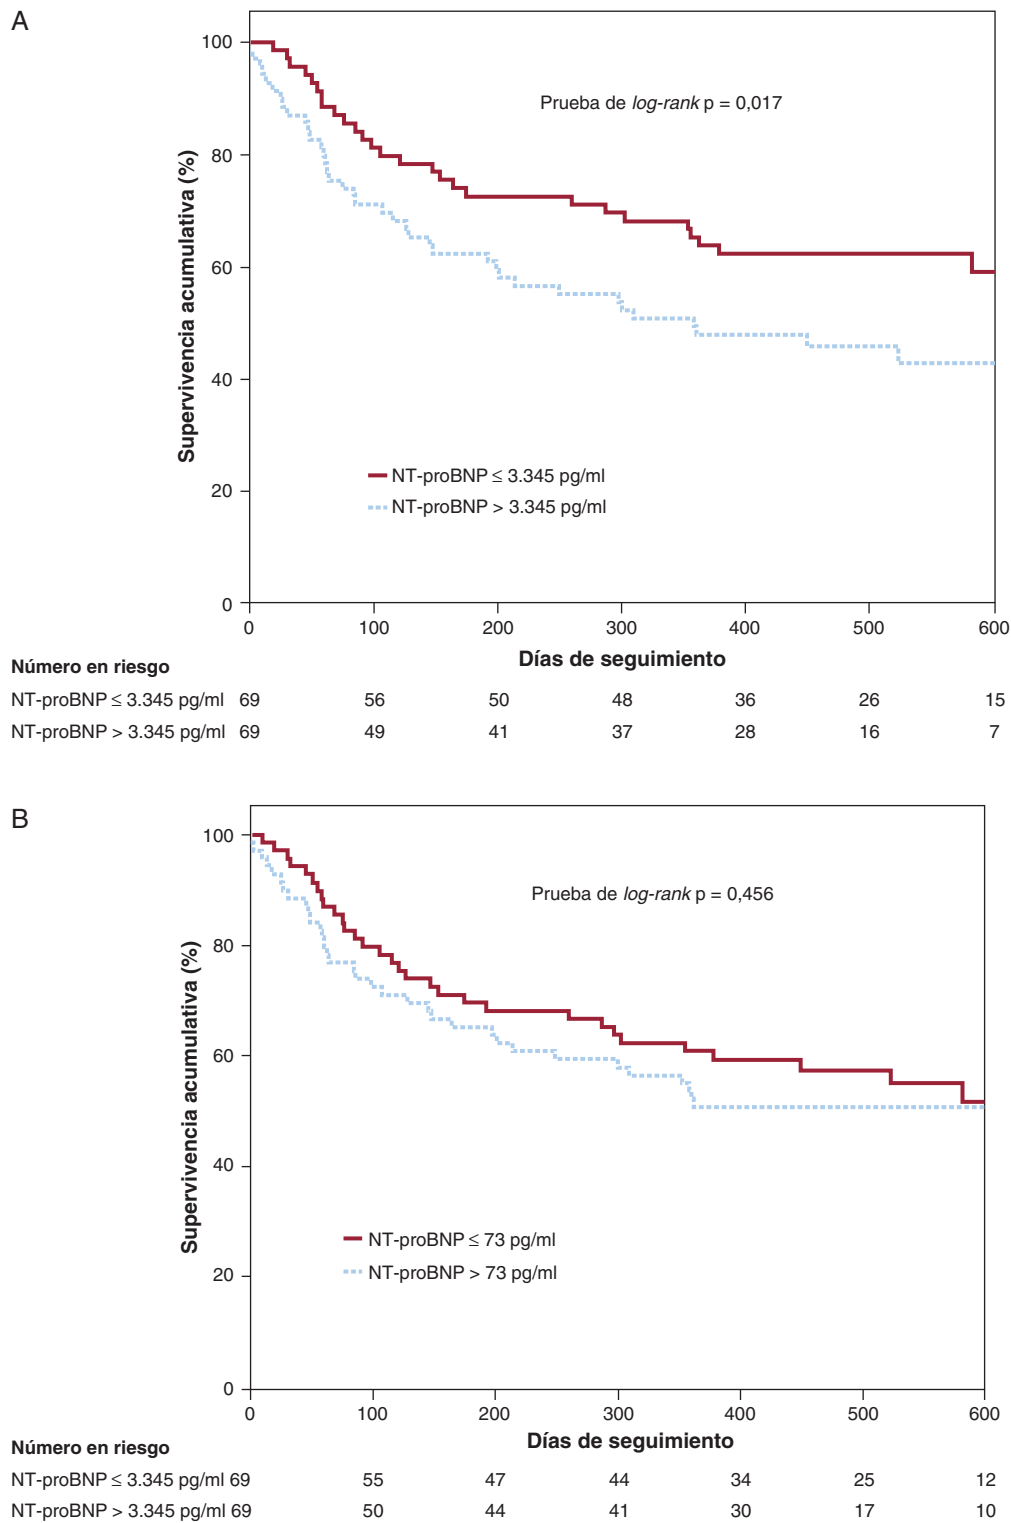 A
100
80
60
40
20
0
Supervivencia acumulativa (%)
Prueba de log-rank p = 0,017
NT-proBNP ≤ 3.345 pg/ml
NT-proBNP > 3.345 pg/ml
0 100 200 300 400 500 600
Días de seguimiento
Número en riesgo
NT-proBNP ≤ 3.345 pg/ml 69 56 50 48 36 26 15
NT-proBNP > 3.345 pg/ml 69 49 41 37 28 16 7
B
100
80
60
40
20
0
Supervivencia acumulativa (%)
Prueba de log-rank p = 0,456
NT-proBNP ≤ 73 pg/ml
NT-proBNP > 73 pg/ml
0 100 200 300 400 500 600
Días de seguimiento
Número en riesgo
NT-proBNP ≤ 3.345 pg/ml 69 55 47 44 34 25 12
NT-proBNP > 3.345 pg/ml 69 50 44 41 30 17 10